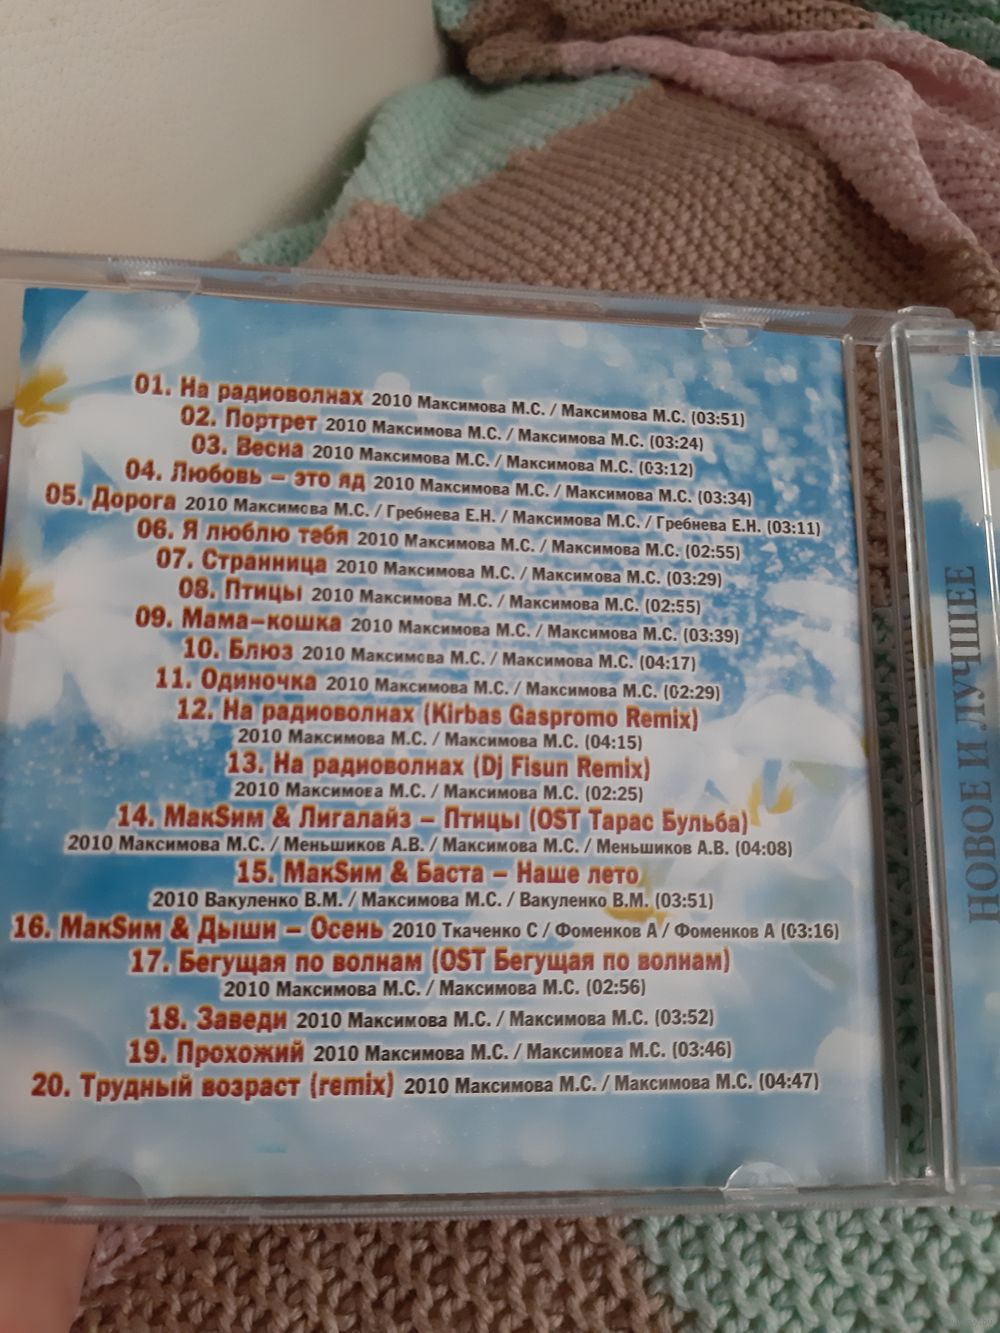 01. На радиоволнах 2010 Максимова М.С. / Максимова М.С. (03:51)
02. Портрет 2010 Максимова М.С. / Максимова М.С. (03:24)
03. Весна 2010 Максимова М.С. / Максимова М.С. (03:12)
04. Любовь – это яд 2010 Максимова М.С. / Максимова М.С. (03:34)
05. Дорога 2010 Максимова М.С. / Гребнева Е.Н. / Максимова М.С. / Гребнева Е.Н. (03:11)
06. Я люблю тебя 2010 Максимова М.С. / Максимова М.С. (02:55)
07. Странница 2010 Максимова М.С. / Максимова М.С. (03:29)
08. Птицы 2010 Максимова М.С. / Максимова М.С. (02:55)
09. Мама-кошка 2010 Максимова М.С. / Максимова М.С. (03:39)
10. Блюз 2010 Максимова М.С. / Максимова М.С. (04:17)
11. Одиночка 2010 Максимова М.С. / Максимова М.С. (02:29)
12. На радиоволнах (Kirbas Gaspromo Remix)
2010 Максимова М.С. / Максимова М.С. (04:15)
13. На радиоволнах (Dj Fisun Remix)
2010 Максимова М.С. / Максимова М.С. (02:25)
14. МакSим & Лигалайз – Птицы (OST Тарас Бульба)
2010 Максимова М.С. / Меньшиков А.В. / Максимова М.С. / Меньшиков А.В. (04:08)
15. МакSим & Баста – Наше лето
2010 Вакуленко В.М. / Максимова М.С. / Вакуленко В.М. (03:51)
16. МакSим & Дыши – Осень 2010 Ткаченко С / Фоменков А / Фоменков А (03:16)
17. Бегущая по волнам (OST Бегущая по волнам)
2010 Максимова М.С. / Максимова М.С. (02:56)
18. Заведи 2010 Максимова М.С. / Максимова М.С. (03:52)
19. Прохожий 2010 Максимова М.С. / Максимова М.С. (03:46)
20. Трудный возраст (remix) 2010 Максимова М.С. / Максимова М.С. (04:47)
НОВОЕ И ЛУЧШЕЕ